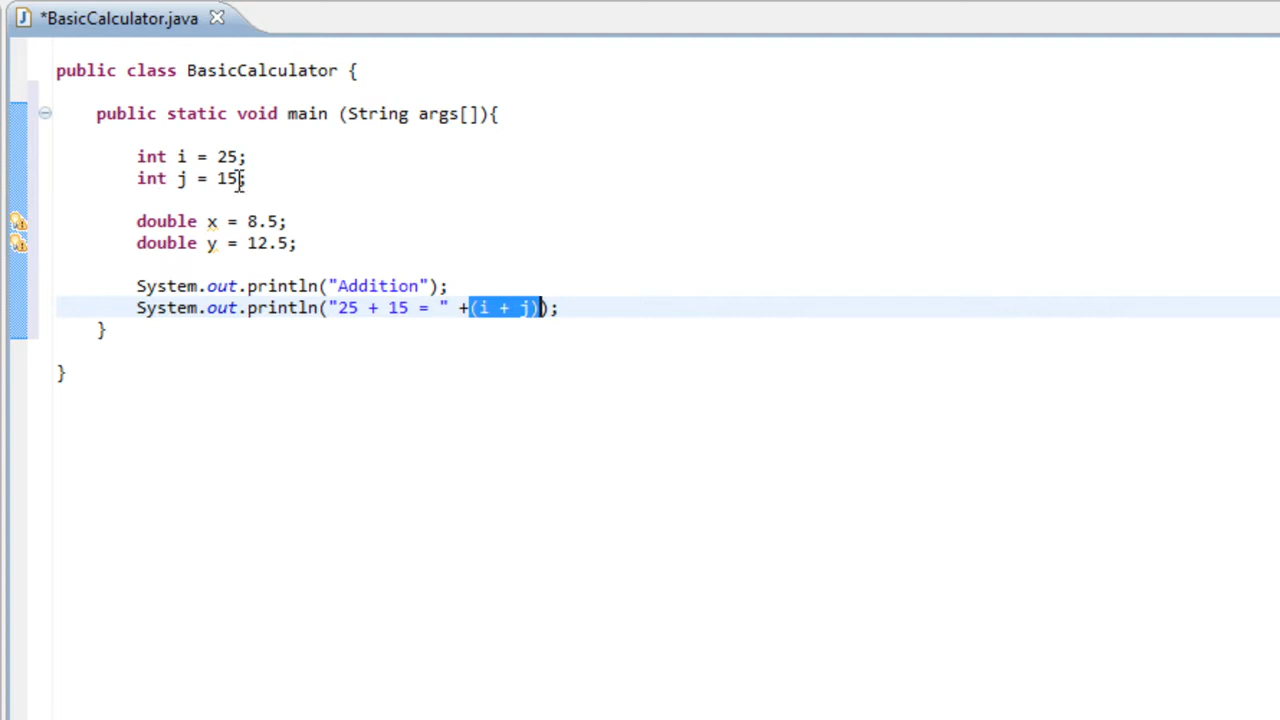 *BasicCalculator.java
public class BasicCalculator {
public static void main (String args[]){
int i = 25;
int j = 15;
double x = 8.5;
double y = 12.5;
System.out.println("Addition");
System.out.println("25 + 15 = " +(i + j));
}
}